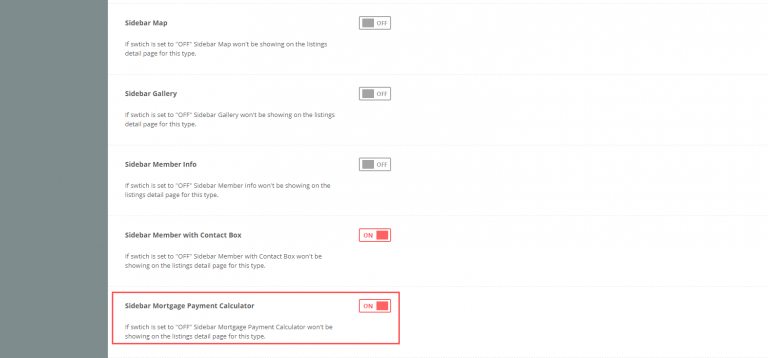 Sidebar Map
OFF
If swtich is set to "OFF" Sidebar Map won't be showing on the listings
detail page for this type.
Sidebar Gallery
OFF
If swtich is set to "OFF" Sidebar Gallery won't be showing on the listings
detail page for this type.
Sidebar Member Info
OFF
If swtich is set to "OFF" Sidebar Member Info won't be showing on the
listings detail page for this type.
Sidebar Member with Contact Box
ON
If swtich is set to "OFF" Sidebar Member with Contact Box won't be
showing on the listings detail page for this type.
Sidebar Mortgage Payment Calculator
ON
If swtich is set to "OFF" Sidebar Mortgage Payment Calculator won't be
showing on the listings detail page for this type.